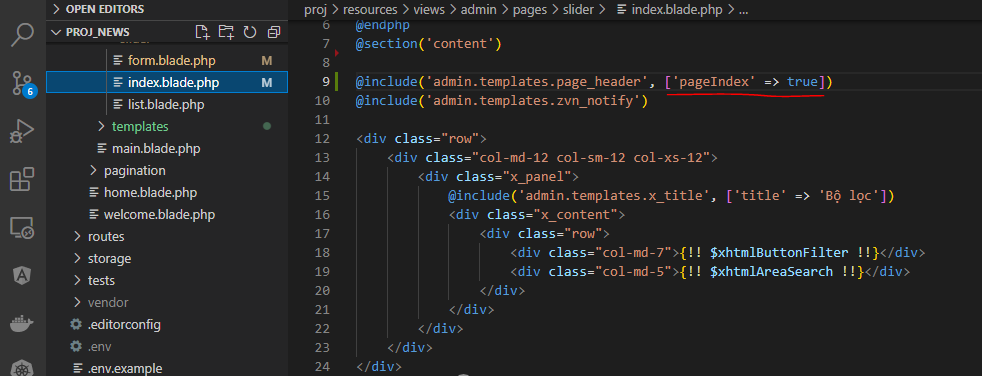 OPEN EDITORS
PROJ_NEWS
form.blade.php M
index.blade.php M
list.blade.php
templates
main.blade.php
pagination
home.blade.php
welcome.blade.php
routes
storage
tests
vendor
.editorconfig
.env
.env.example
6
proj > resources > views > admin > pages > slider > index.blade.php > ...
6 @endphp
7 @section('content')
8
9 @include('admin.templates.page_header', ['pageIndex' => true])
10 @include('admin.templates.zvn_notify')
11
12 <div class="row">
13 <div class="col-md-12 col-sm-12 col-xs-12">
14 <div class="x_panel">
15 @include('admin.templates.x_title', ['title' => 'Bộ lọc'])
16 <div class="x_content">
17 <div class="row">
18 <div class="col-md-7">{!! $xhtmlButtonFilter !!}</div>
19 <div class="col-md-5">{!! $xhtmlAreaSearch !!}</div>
20 </div>
21 </div>
22 </div>
23 </div>
24 </div>